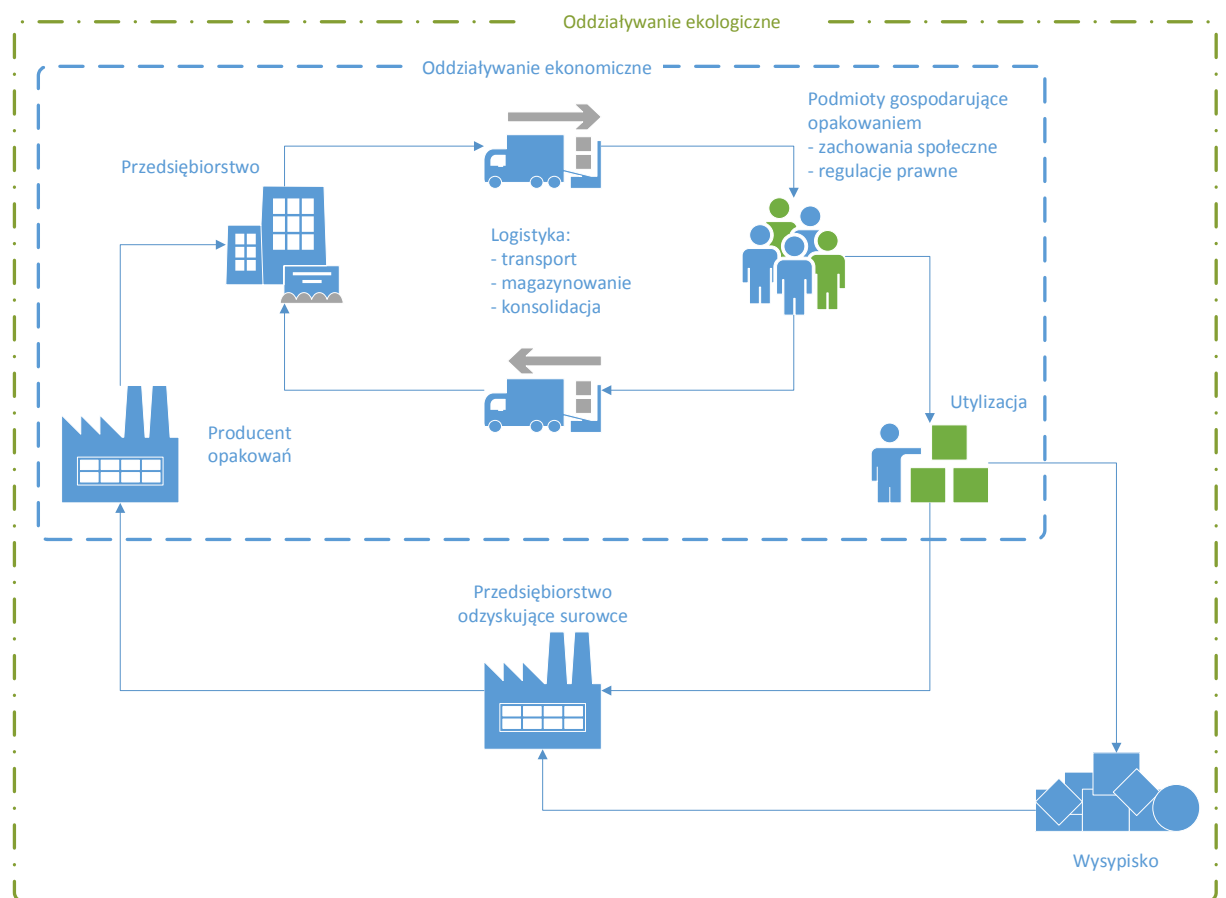 Oddziaływanie ekologiczne
Oddziaływanie ekonomiczne
Podmioty gospodarujące
opakowaniem
- zachowania społeczne
- regulacje prawne
Przedsiębiorstwo
Logistyka:
- transport
- magazynowanie
- konsolidacja
Utylizacja
Producent
opakowań
Przedsiębiorstwo
odzyskujące surowce
Wysypisko